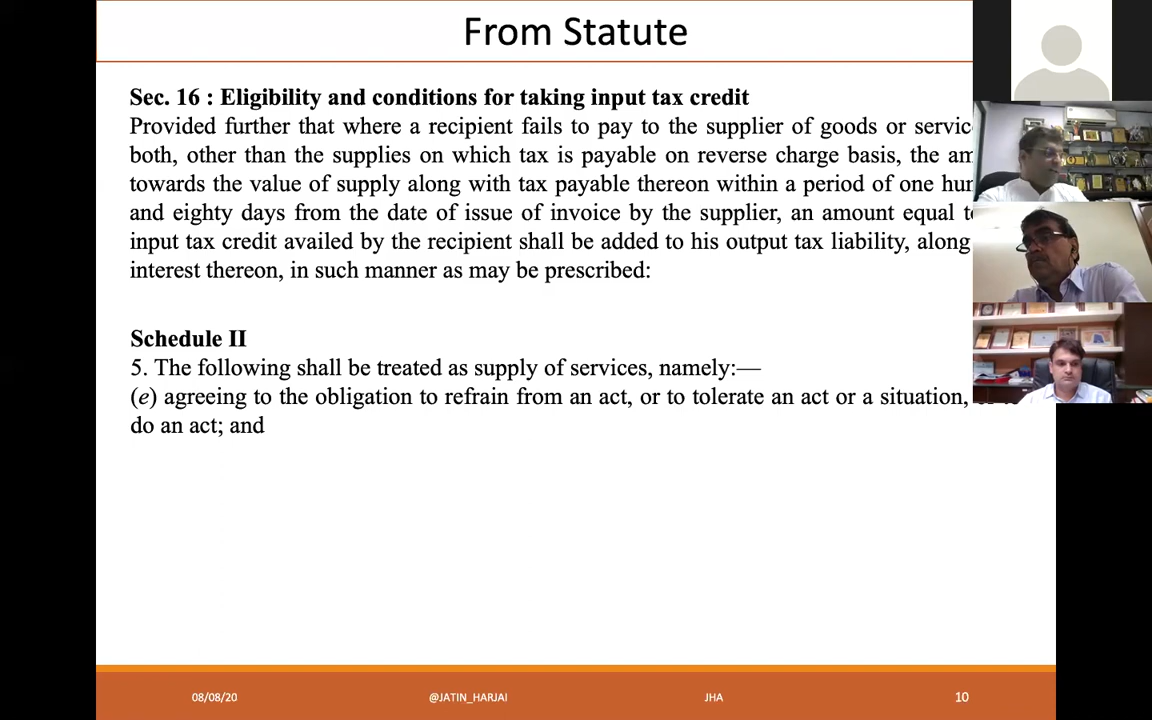 From Statute
Sec. 16 : Eligibility and conditions for taking input tax credit
Provided further that where a recipient fails to pay to the supplier of goods or
both, other than the supplies on which tax is payable on reverse charge basis, the
towards the value of supply along with tax payable thereon within a period of one
and eighty days from the date of issue of invoice by the supplier, an amount equal
input tax credit availed by the recipient shall be added to his output tax liability, along
interest thereon, in such manner as may be prescribed:
Schedule II
5. The following shall be treated as supply of services, namely:—
(e) agreeing to the obligation to refrain from an act, or to tolerate an act or a situation,
do an act; and
08/08/20 @JATIN_HARJAI JHA 10